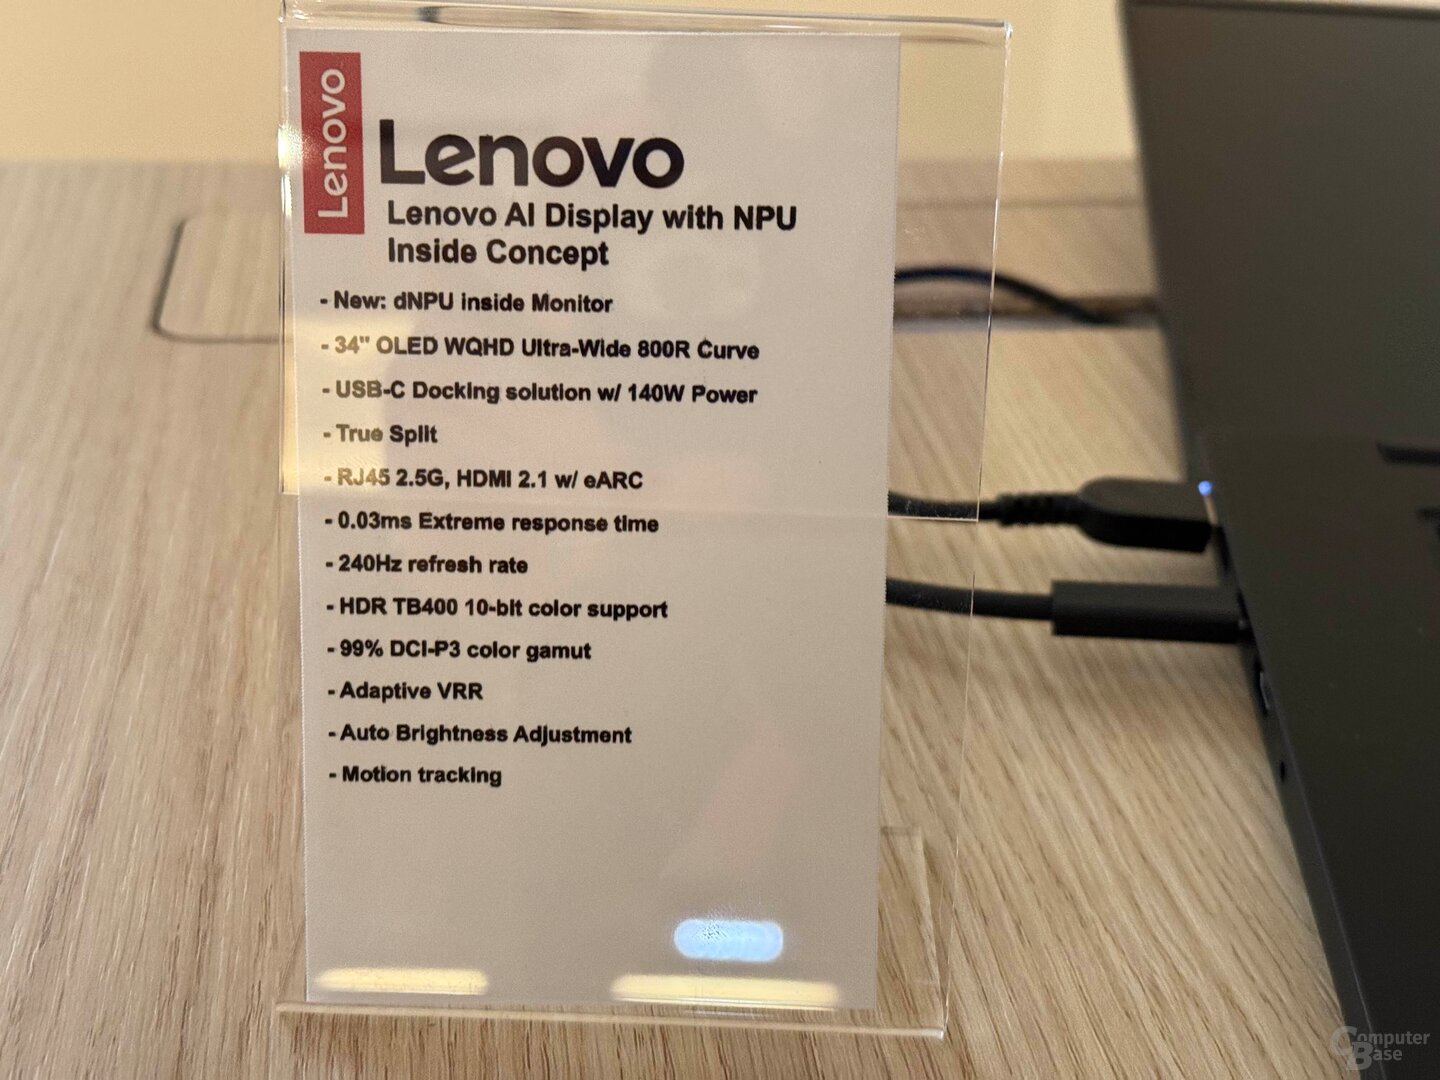 Lenovo
Lenovo
Lenovo AI Display with NPU
Inside Concept
- New: dNPU inside Monitor
- 34" OLED WQHD Ultra-Wide 800R Curve
- USB-C Docking solution w/ 140W Power
- True Split
- RJ45 2.5G, HDMI 2.1 w/ eARC
- 0.03ms Extreme response time
- 240Hz refresh rate
- HDR TB400 10-bit color support
- 99% DCI-P3 color gamut
- Adaptive VRR
- Auto Brightness Adjustment
- Motion tracking
Computer
Base